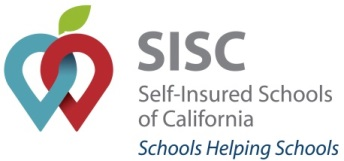 SISC
Self-Insured Schools
of California
Schools Helping Schools